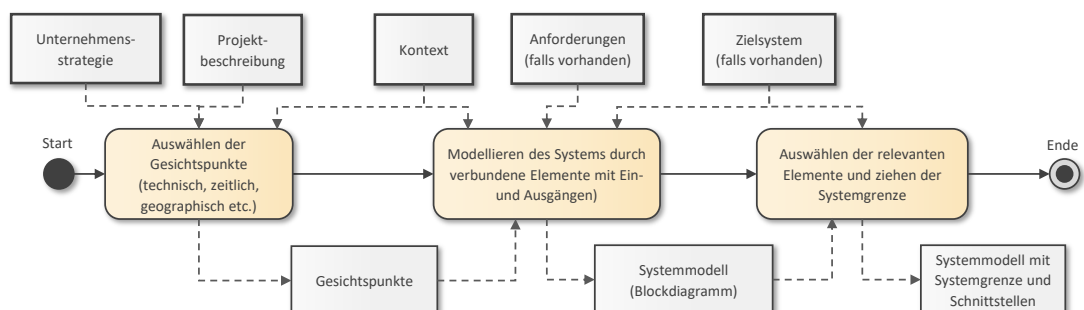 Unternehmens-
strategie
Projekt-
beschreibung
Kontext
Anforderungen
(falls vorhanden)
Zielsystem
(falls vorhanden)
Start
Auswählen der
Gesichtspunkte
(technisch, zeitlich,
geographisch etc.)
Modellieren des Systems durch
verbundene Elemente mit Ein-
und Ausgängen)
Auswählen der relevanten
Elemente und ziehen der
Systemgrenze
Ende
Gesichtspunkte
Systemmodell
(Blockdiagramm)
Systemmodell mit
Systemgrenze und
Schnittstellen